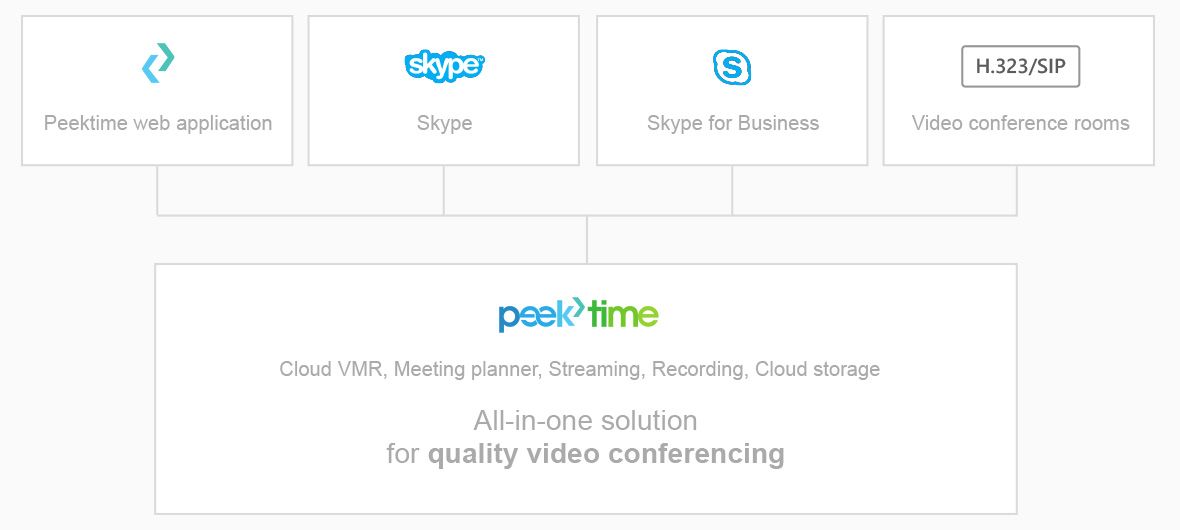 skype™
S
H.323/SIP
Peektime web application
Skype
Skype for Business
Video conference rooms
peek time
Cloud VMR, Meeting planner, Streaming, Recording, Cloud storage
All-in-one solution
for quality video conferencing